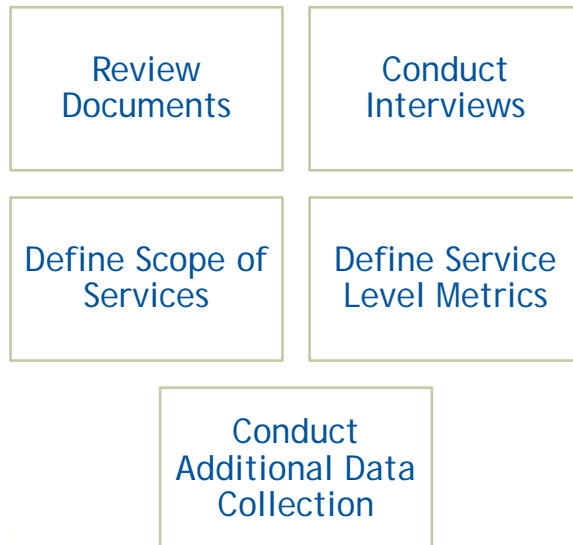 Review
Documents
Conduct
Interviews
Define Scope of
Services
Define Service
Level Metrics
Conduct
Additional Data
Collection